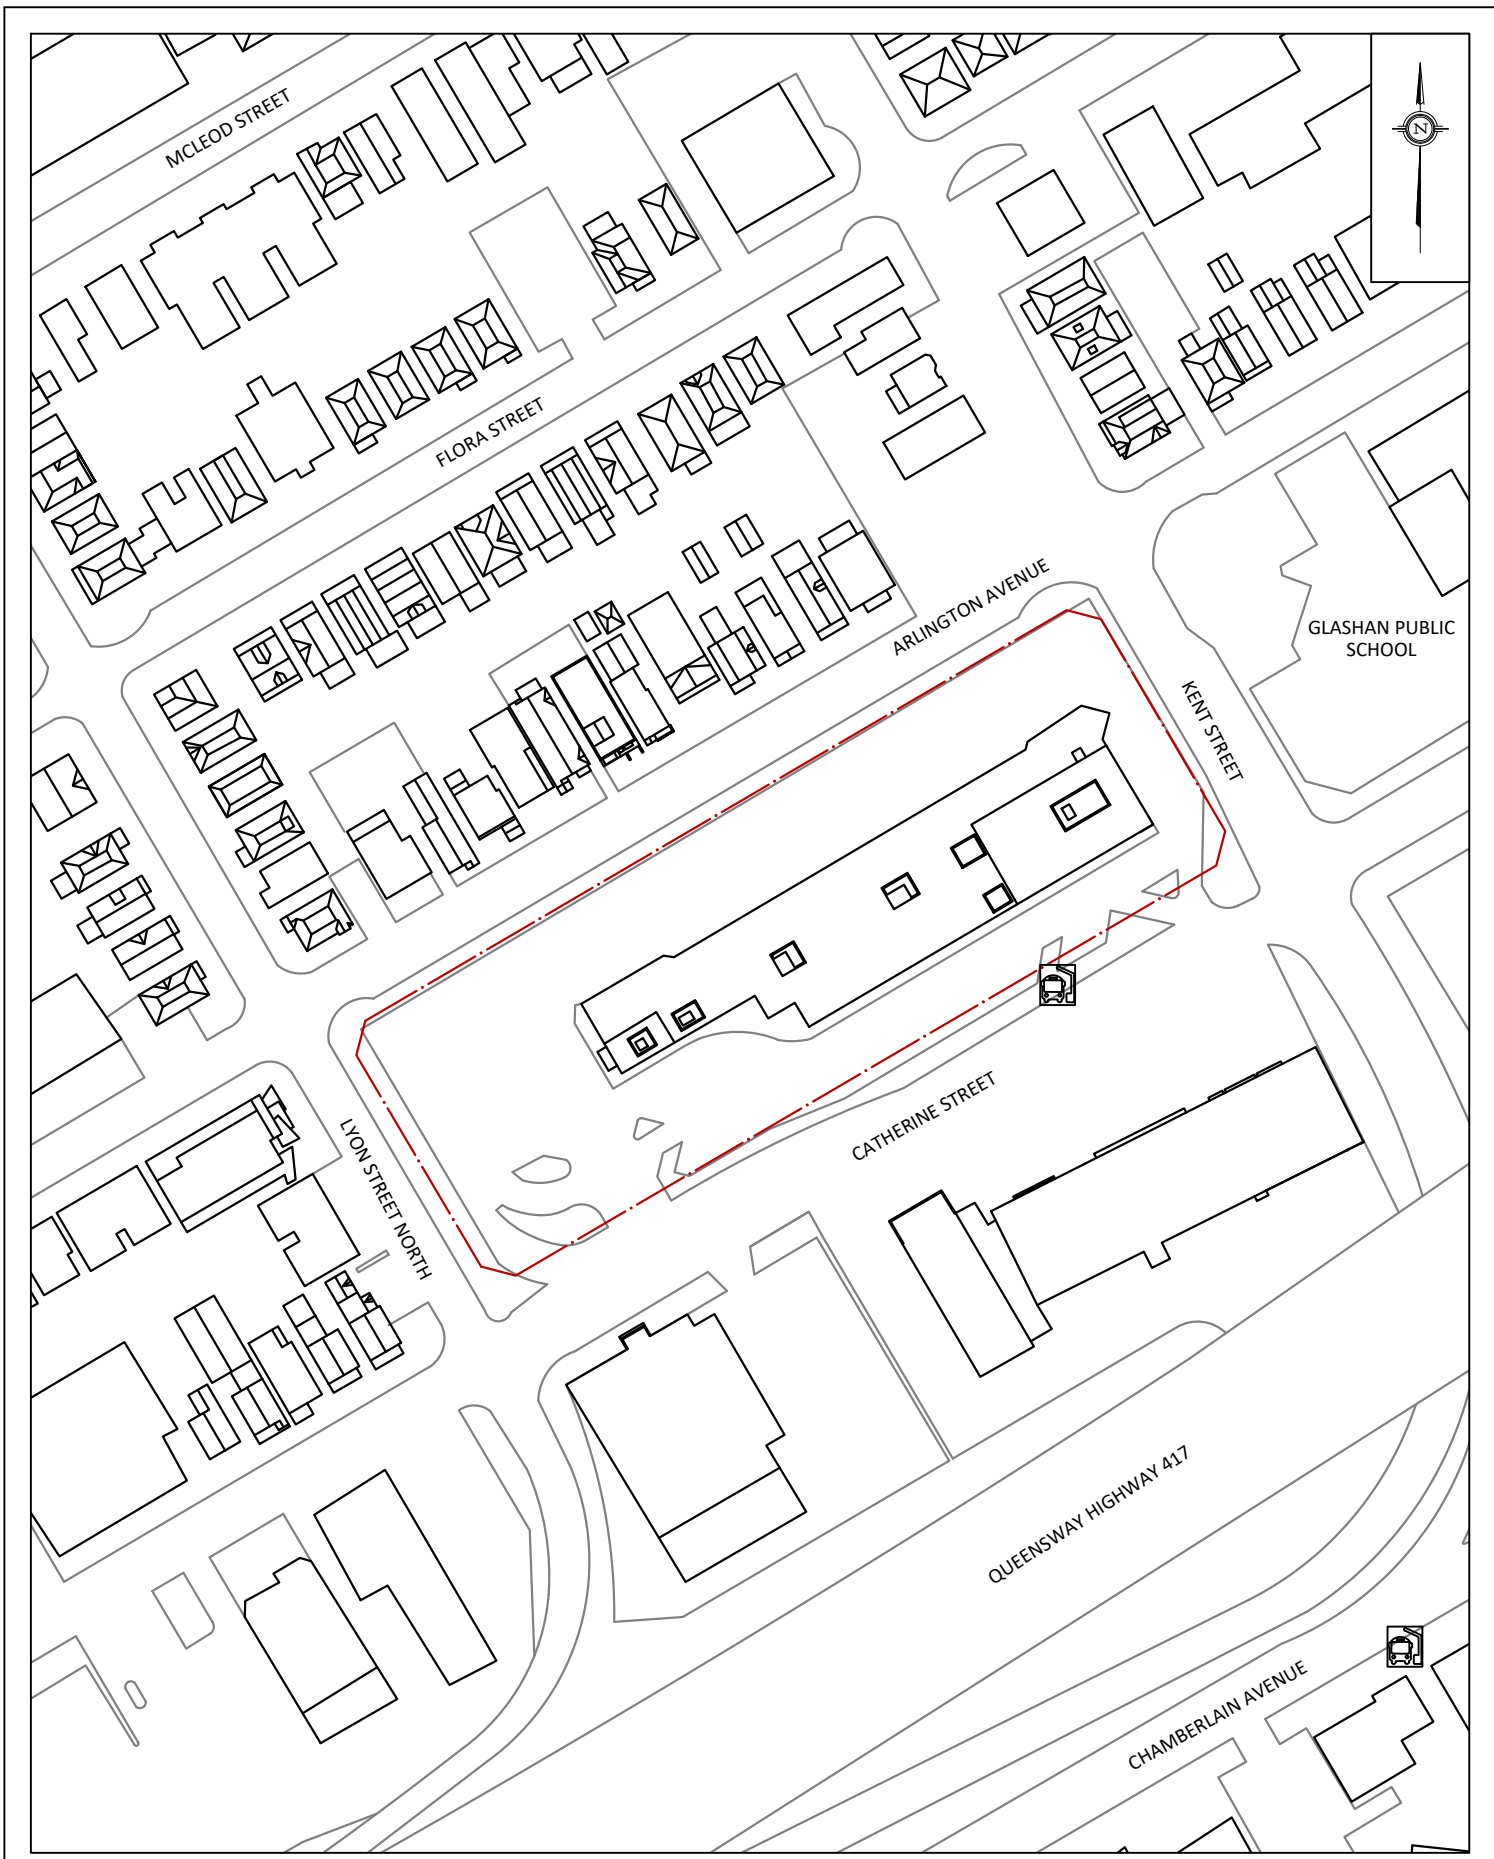 MCLEOD STREET
N
FLORA STREET
ARLINGTON AVENUE
GLASHAN PUBLIC
SCHOOL
KENT STREET
CATHERINE STREET
LYON STREET NORTH
QUEENSWAY HIGHWAY 417
CHAMBERLAIN AVENUE